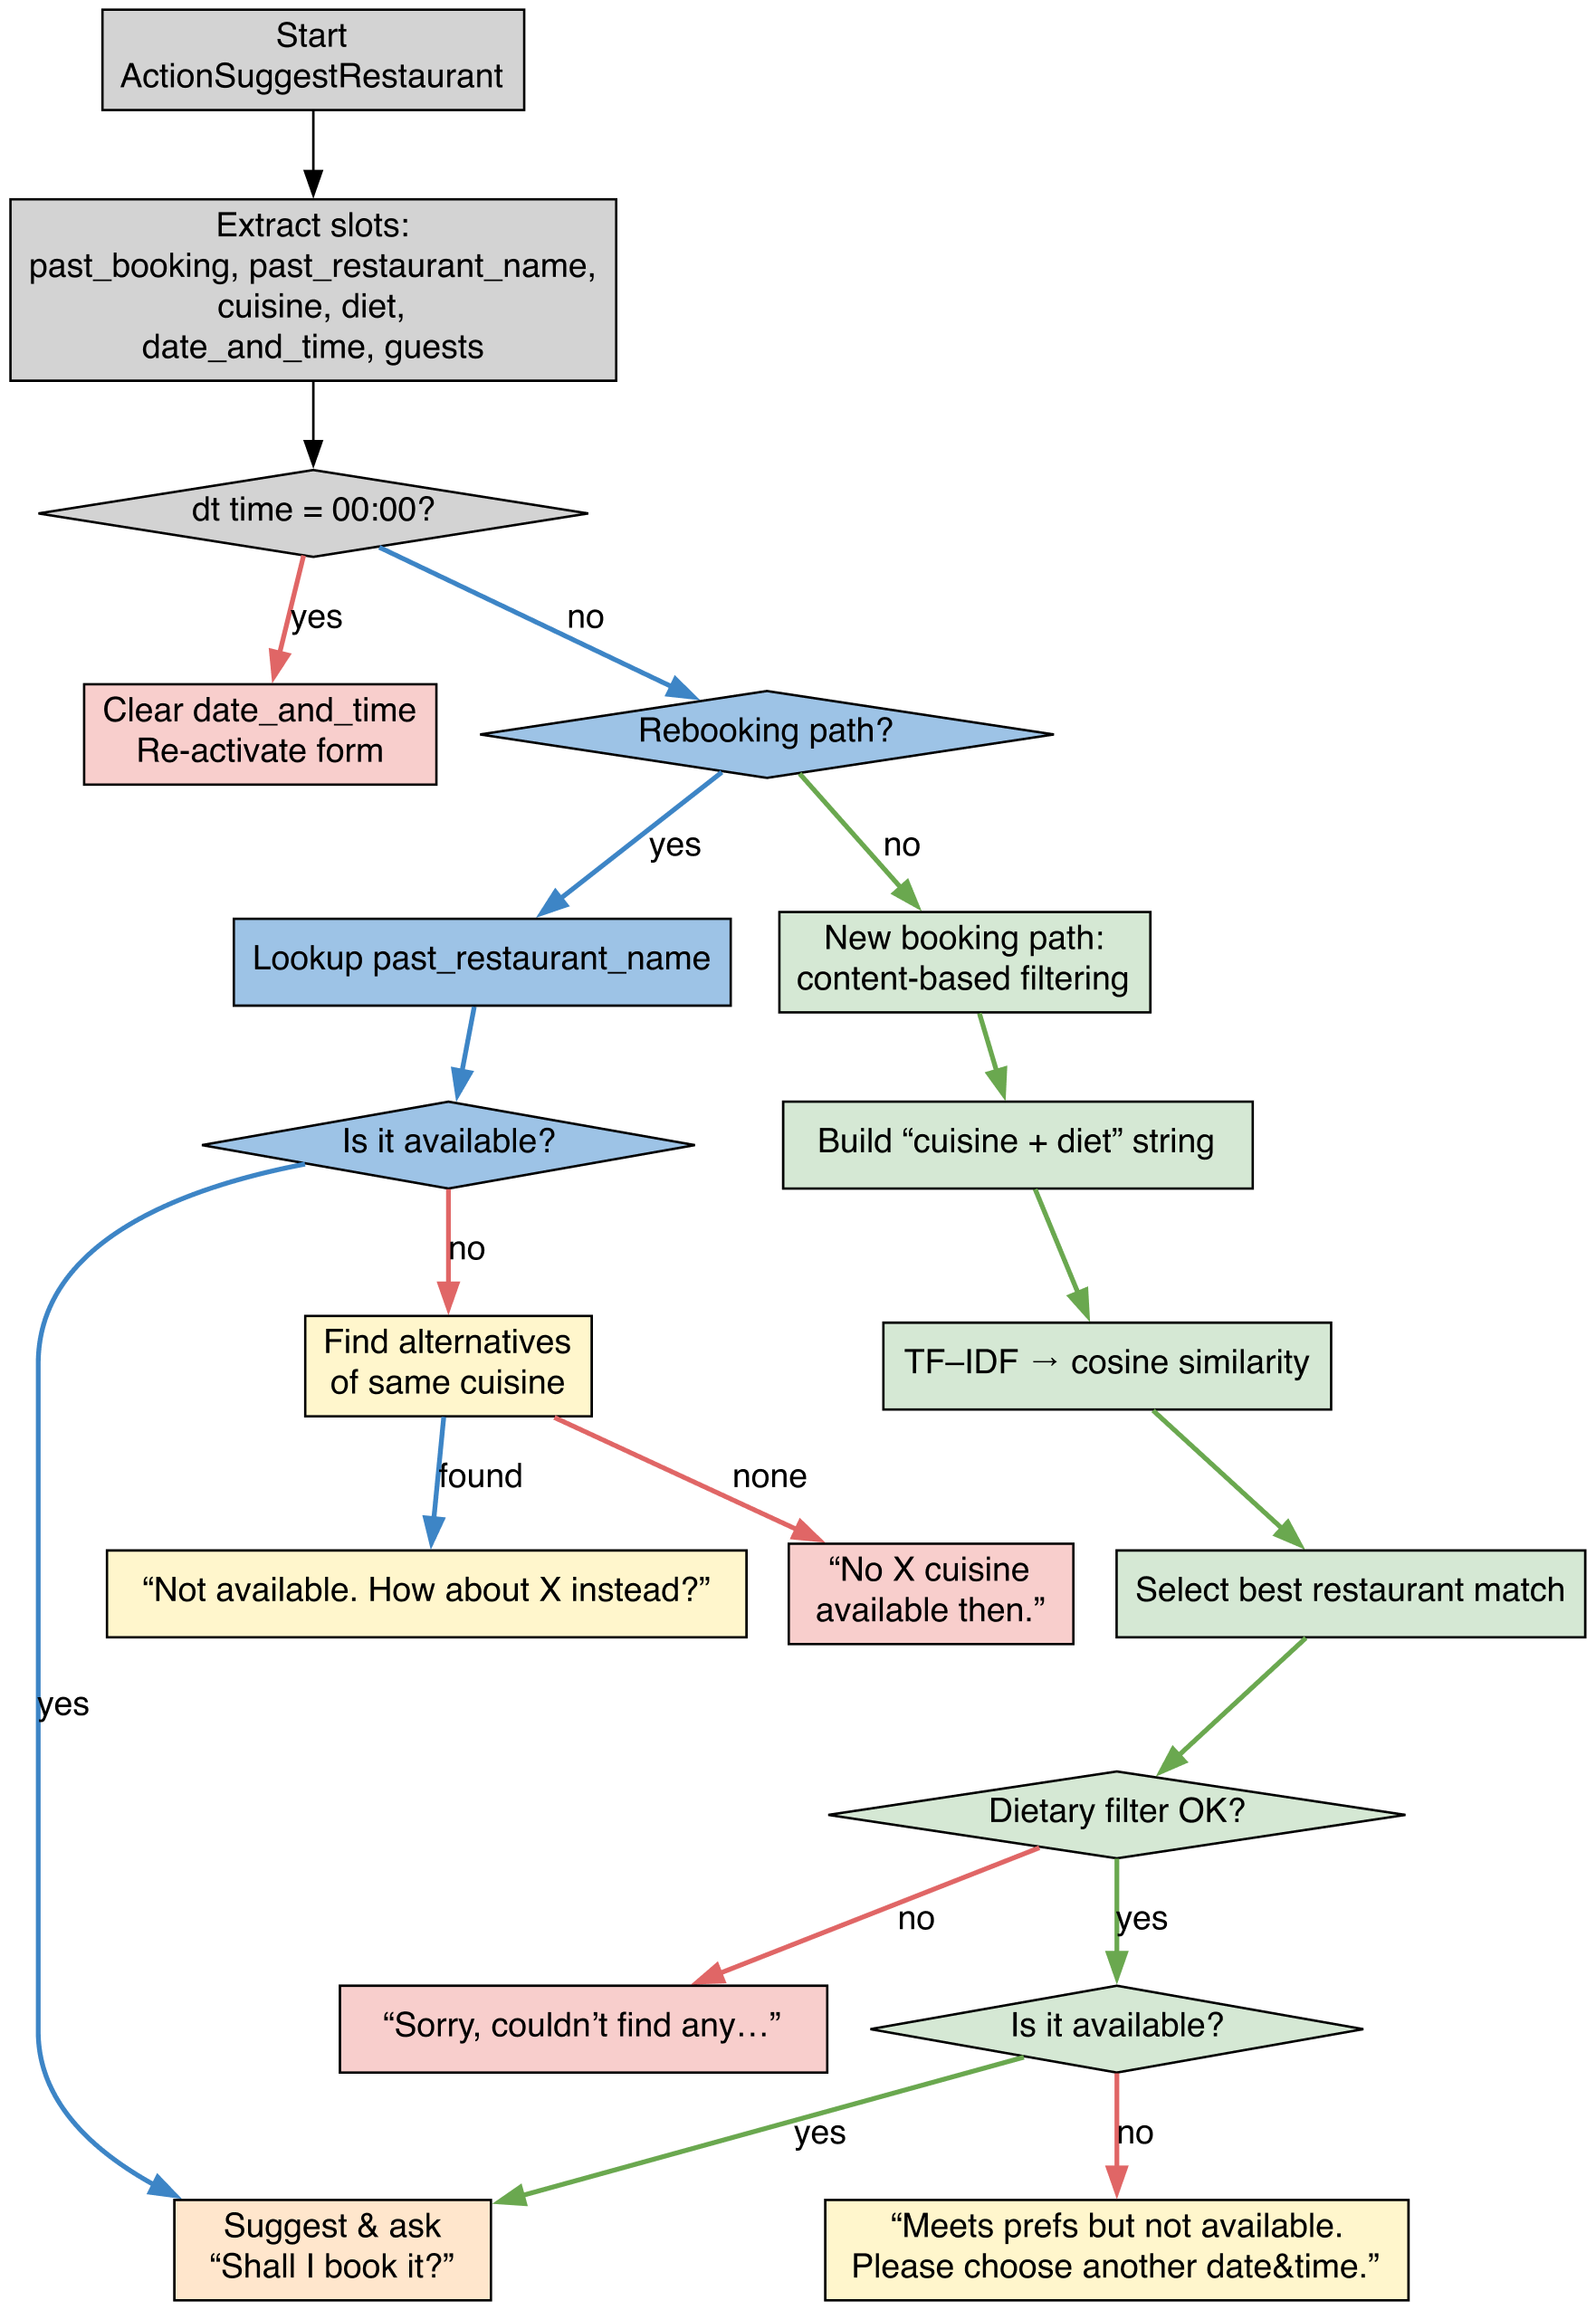 Start
ActionSuggestRestaurant
Extract slots:
past_booking, past_restaurant_name,
cuisine, diet,
date_and_time, guests
dt time = 00:00?
yes
no
Clear date_and_time
Re-activate form
Rebooking path?
yes
no
Lookup past_restaurant_name
New booking path:
content-based filtering
Is it available?
Build “cuisine + diet” string
no
Find alternatives
of same cuisine
TF–IDF → cosine similarity
found
none
“Not available. How about X instead?”
“No X cuisine
available then.”
Select best restaurant match
yes
Dietary filter OK?
no
yes
“Sorry, couldn’t find any…”
Is it available?
yes
no
Suggest & ask
“Shall I book it?”
“Meets prefs but not available.
Please choose another date&time.”